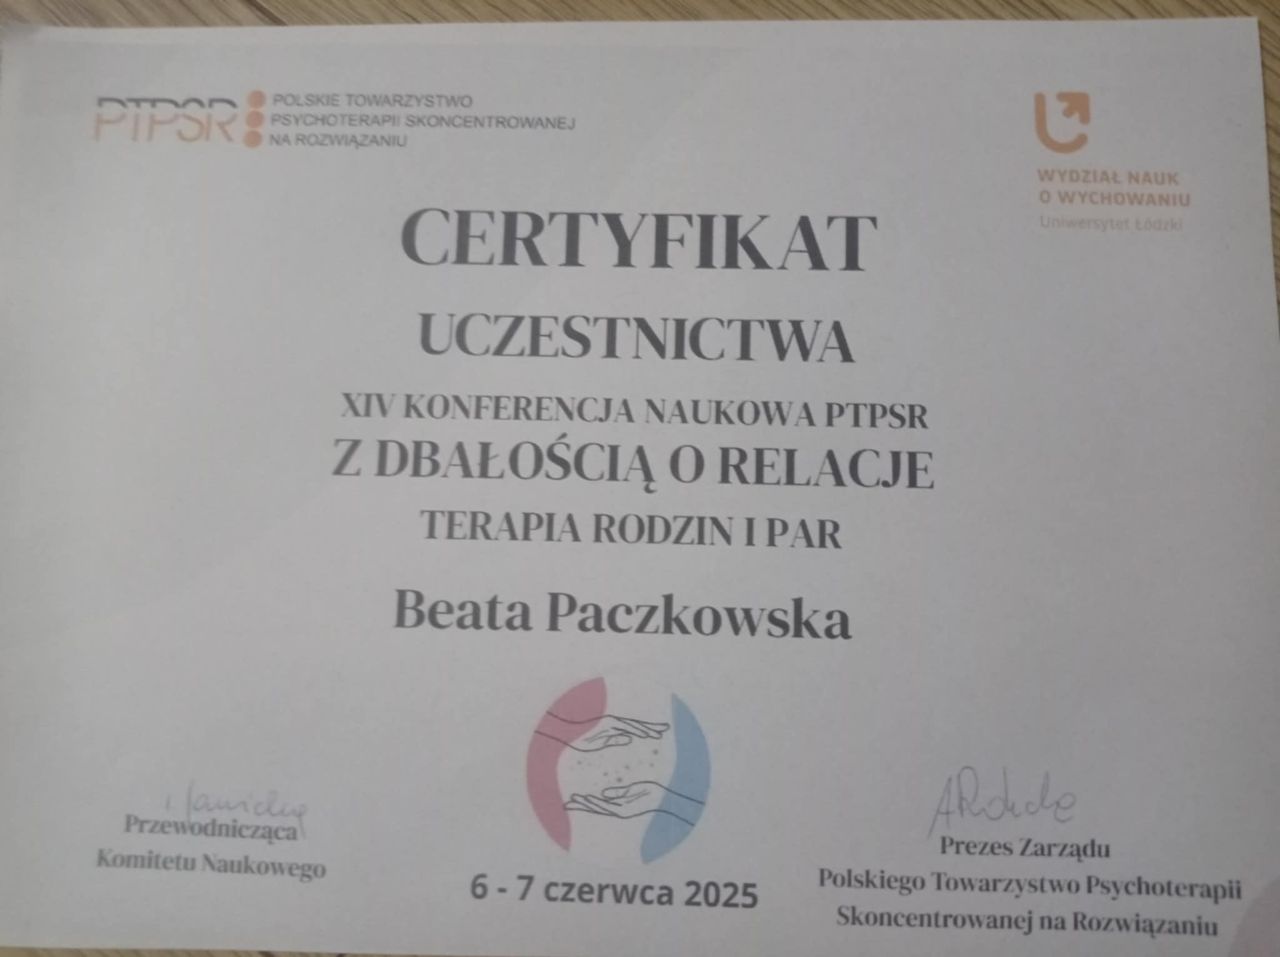 PTPSR
POLSKIE TOWARZYSTWO
PSYCHOTERAPII SKONCENTROWANEJ
NA ROZWIĄZANIU
WYDZIAŁ NAUK
O WYCHOWANIU
Uniwersytet Łódzki
CERTYFIKAT
UCZESTNICTWA
XIV KONFERENCJA NAUKOWA PTPSR
Z DBAŁOŚCIĄ O RELACJE
TERAPIA RODZIN I PAR
Beata Paczkowska
Przewodnicząca
Komitetu Naukowego
6 - 7 czerwca 2025
Prezes Zarządu
Polskiego Towarzystwo Psychoterapii
Skoncentrowanej na Rozwiązaniu